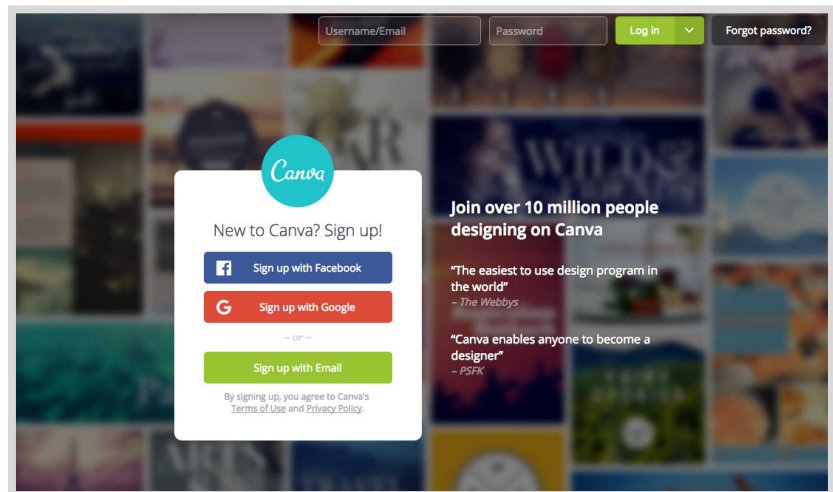 Username/Email
Password
Log in
Forgot password?
Canva
New to Canva? Sign up!
Sign up with Facebook
G Sign up with Google
– or –
Sign up with Email
By signing up, you agree to Canva's
Terms of Use and Privacy Policy.
Join over 10 million people
designing on Canva
“The easiest to use design program in
the world”
– The Webbys
“Canva enables anyone to become a
designer”
– PSFK
WILD &